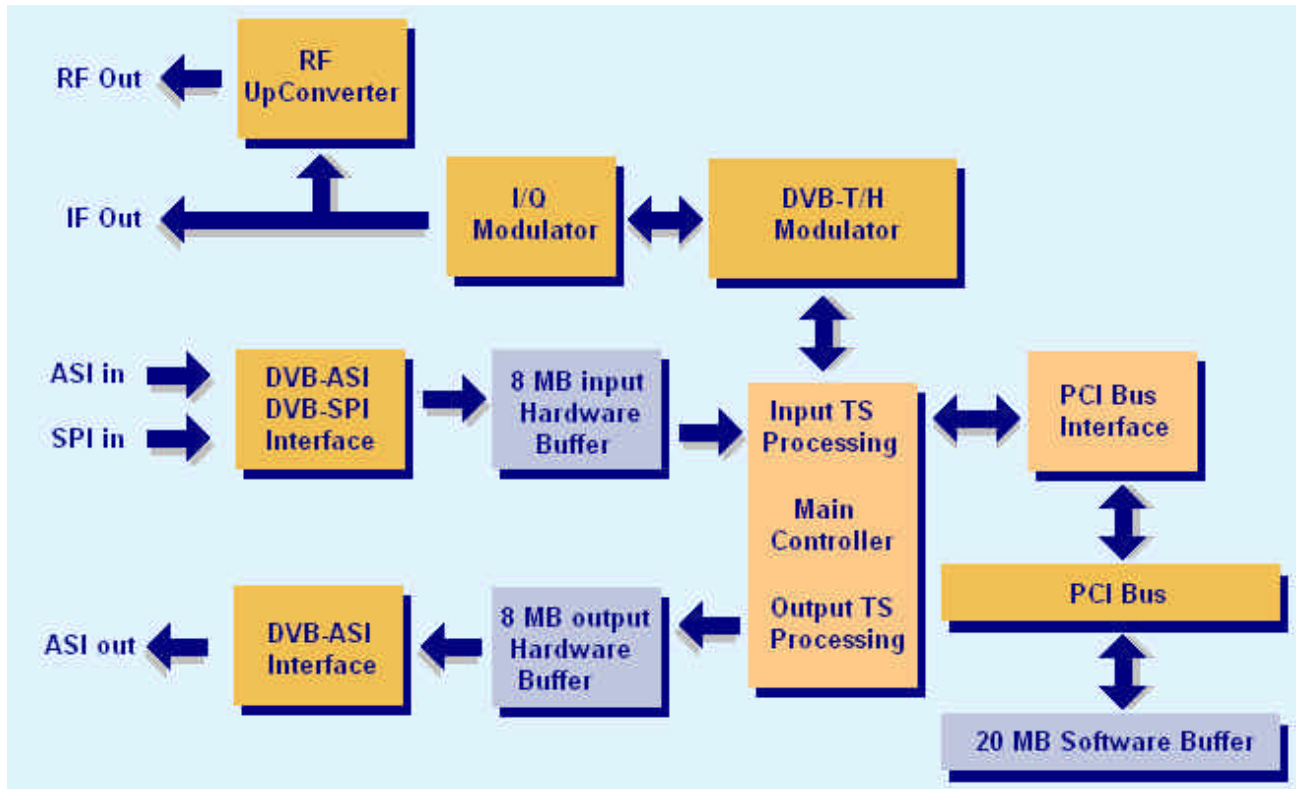 RF Out
RF
UpConverter
IF Out
I/Q
Modulator
DVB-T/H
Modulator
ASI in
SPI in
DVB-ASI
DVB-SPI
Interface
8 MB input
Hardware
Buffer
Input TS
Processing
Main
Controller
Output TS
Processing
PCI Bus
Interface
PCI Bus
20 MB Software Buffer
ASI out
DVB-ASI
Interface
8 MB output
Hardware
Buffer